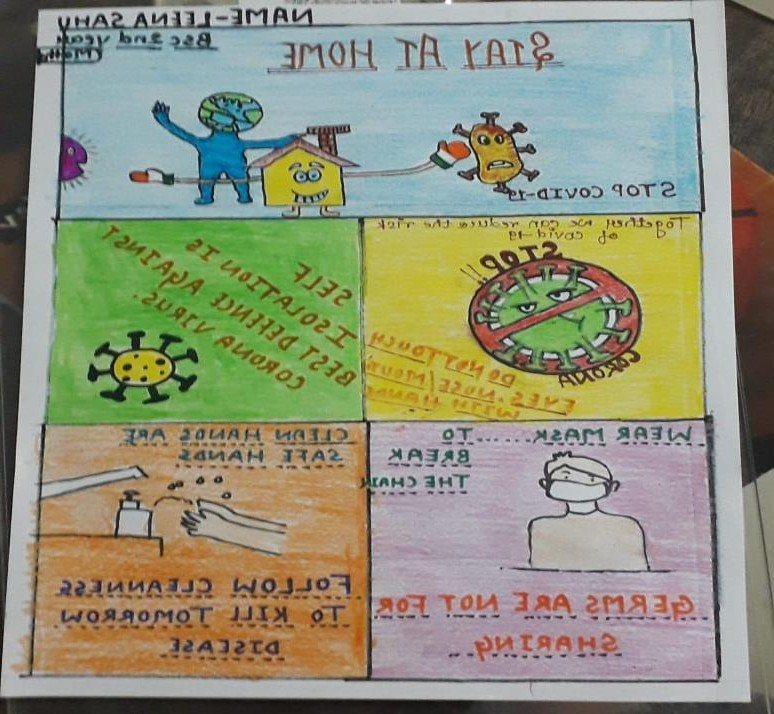 NAME-LEENA SAHU
Bsc 2nd year
(Math)
STAY AT HOME
STOP COVID-19
Together we can reduce the risk
of covid-19
STOP!!!
CORONA
DO NOT TOUCH
EYES, NOSE/MOUTH
WITH HANDS
SELF
ISOLATION IS
BEST DEFENCE AGAINST
CORONA VIRUS.
WEAR MASK......TO
BREAK
THE CHAIN
GERMS ARE NOT FOR
SHARING
CLEAN HANDS ARE
SAFE HANDS
FOLLOW CLEANNESS
TO KILL TOMORROW
DISEASE